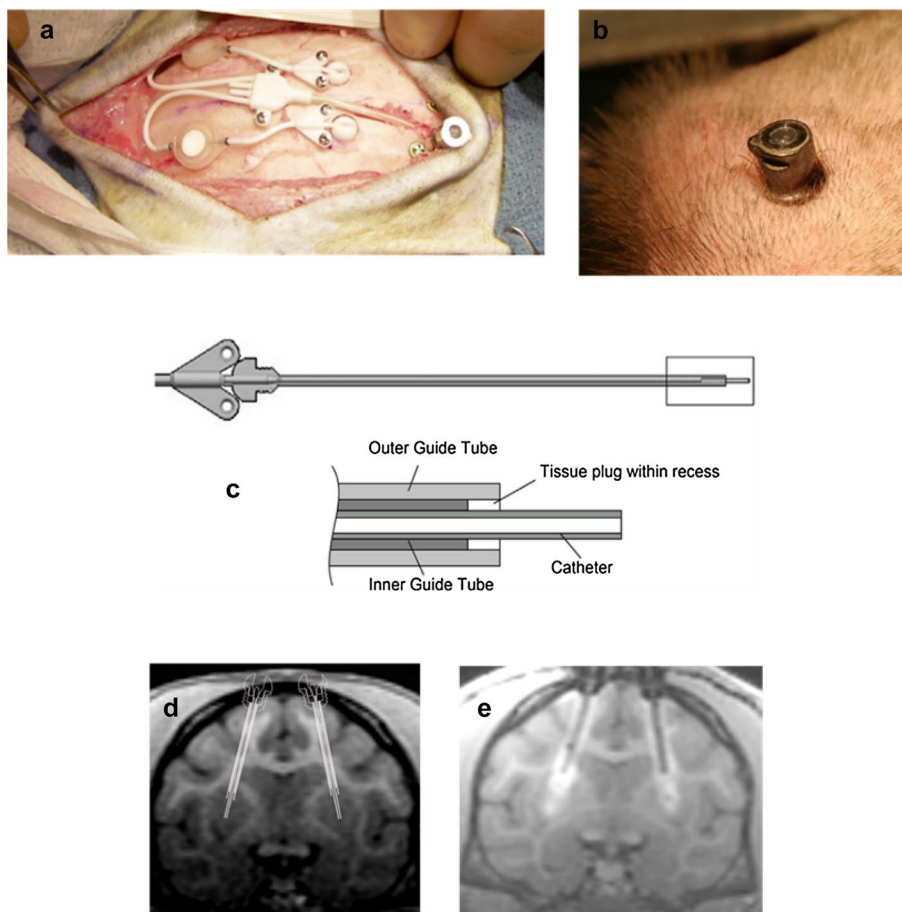 a
b
Outer Guide Tube
Tissue plug within recess
c
Catheter
Inner Guide Tube
d
e